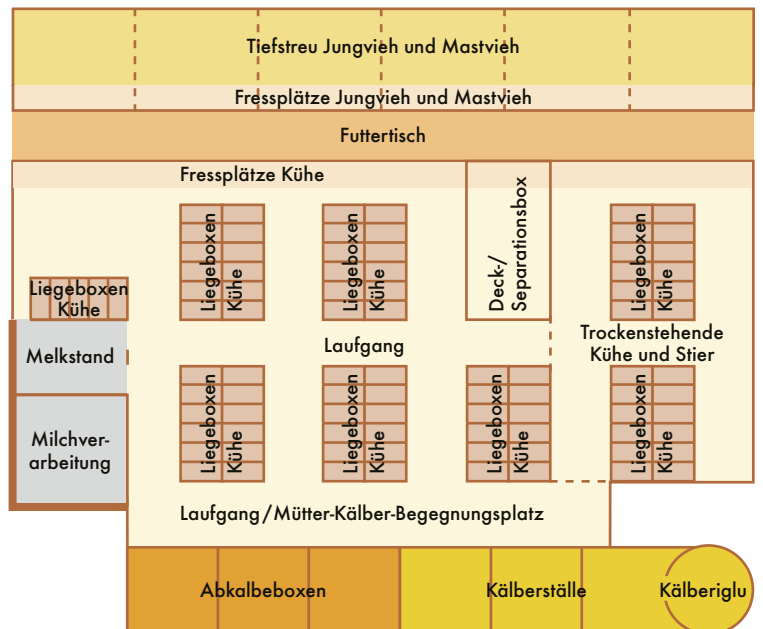 Tiefstreu Jungvieh und Mastvieh
Fressplätze Jungvieh und Mastvieh
Futtertisch
Fressplätze Kühe
Liegeboxen
Kühe
Liegeboxen
Kühe
Deck-/
Separationsbox
Liegeboxen
Kühe
Liegeboxen
Kühe
Melkstand
Laufgang
Trockenstehende
Kühe und Stier
Milchver-
arbeitung
Liegeboxen
Kühe
Liegeboxen
Kühe
Liegeboxen
Kühe
Liegeboxen
Kühe
Laufgang/Mütter-Kälber-Begegnungsplatz
Abkalbeboxen
Kälberställe
Kälberiglu